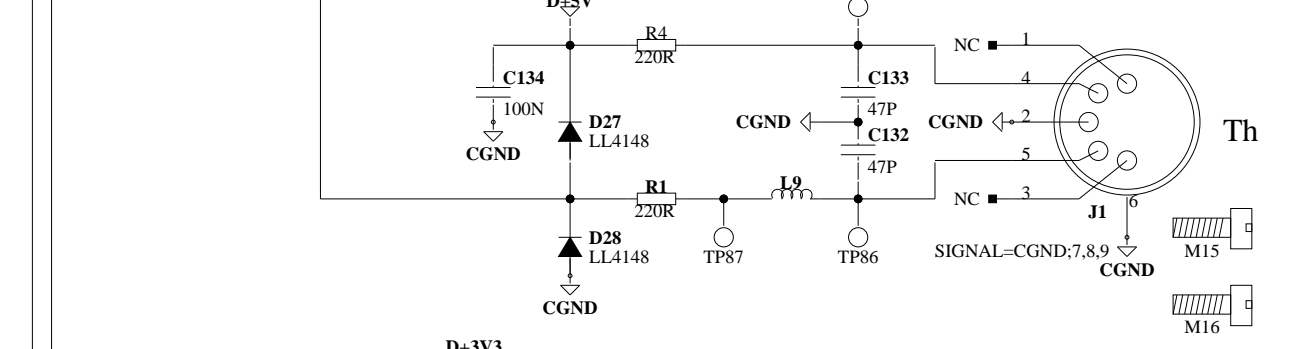 D+5V
R4
220R
NC
1
C134
100N
4
C133
47P
D27
LL4148
CGND
CGND
2
C132
47P
CGND
Th
5
R1
220R
L9
NC
3
J1
6
D28
LL4148
TP87
TP86
SIGNAL=CGND;7,8,9
CGND
M15
CGND
M16
D+3V3